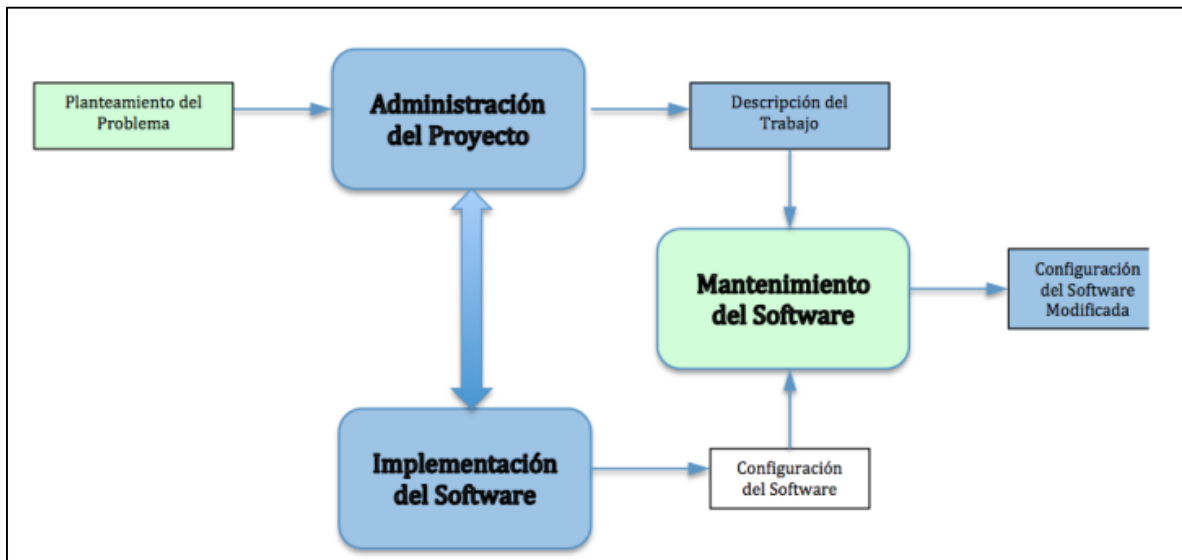 Planteamiento del
Problema
Administración
del Proyecto
Descripción del
Trabajo
Mantenimiento
del Software
Configuración
del Software
Modificada
Implementación
del Software
Configuración
del Software